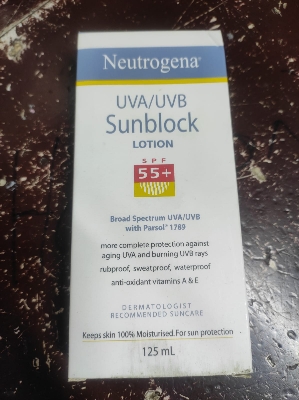 Neutrogena®
UVA/UVB
Sunblock
LOTION
SPF
55+
Broad Spectrum UVA/UVB
with Parsol™ 1789
more complete protection against
aging UVA and burning UVB rays
rubproof, sweatproof, waterproof
anti-oxidant vitamins A & E
DERMATOLOGIST
RECOMMENDED SUNCARE
Keeps skin 100% Moisturised. For sun protection
125 mL